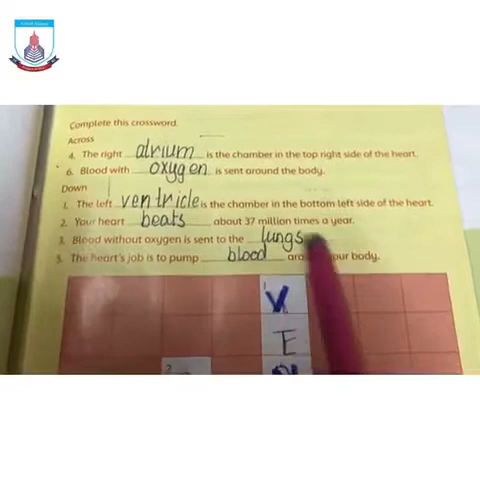 Complete this crossword.
Across
4. The right atrium is the chamber in the top right side of the heart.
6. Blood with oxygen is sent around the body.
Down
1. The left ventricle is the chamber in the bottom left side of the heart.
2. Your heart beats about 37 million times a year.
3. Blood without oxygen is sent to the lungs
5. The heart's job is to pump blood your body.
1
V
E
2